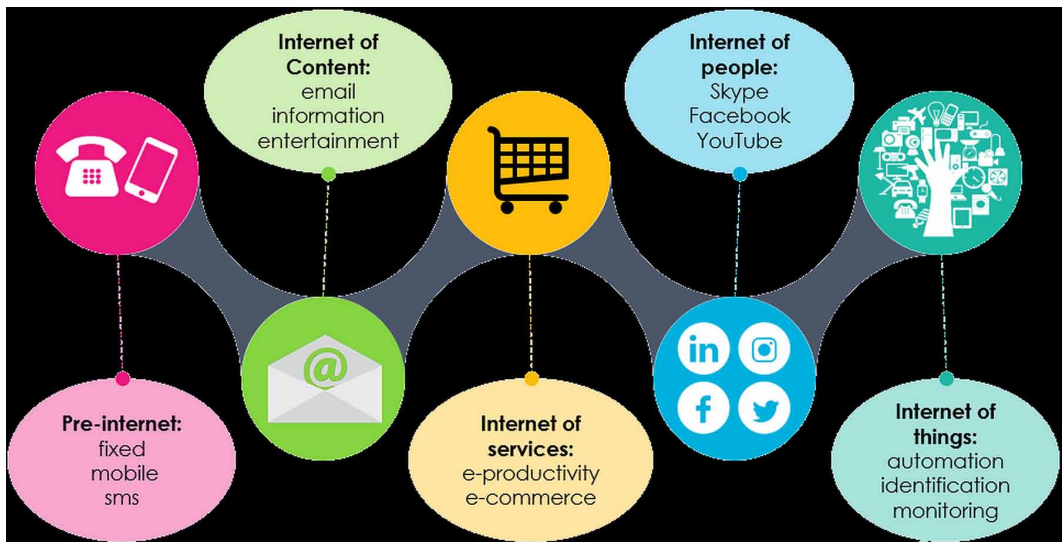 Pre-internet:
fixed
mobile
sms
Internet of
Content:
email
information
entertainment
@
Internet of
services:
e-productivity
e-commerce
Internet of
people:
Skype
Facebook
YouTube
in
f
Internet of
things:
automation
identification
monitoring